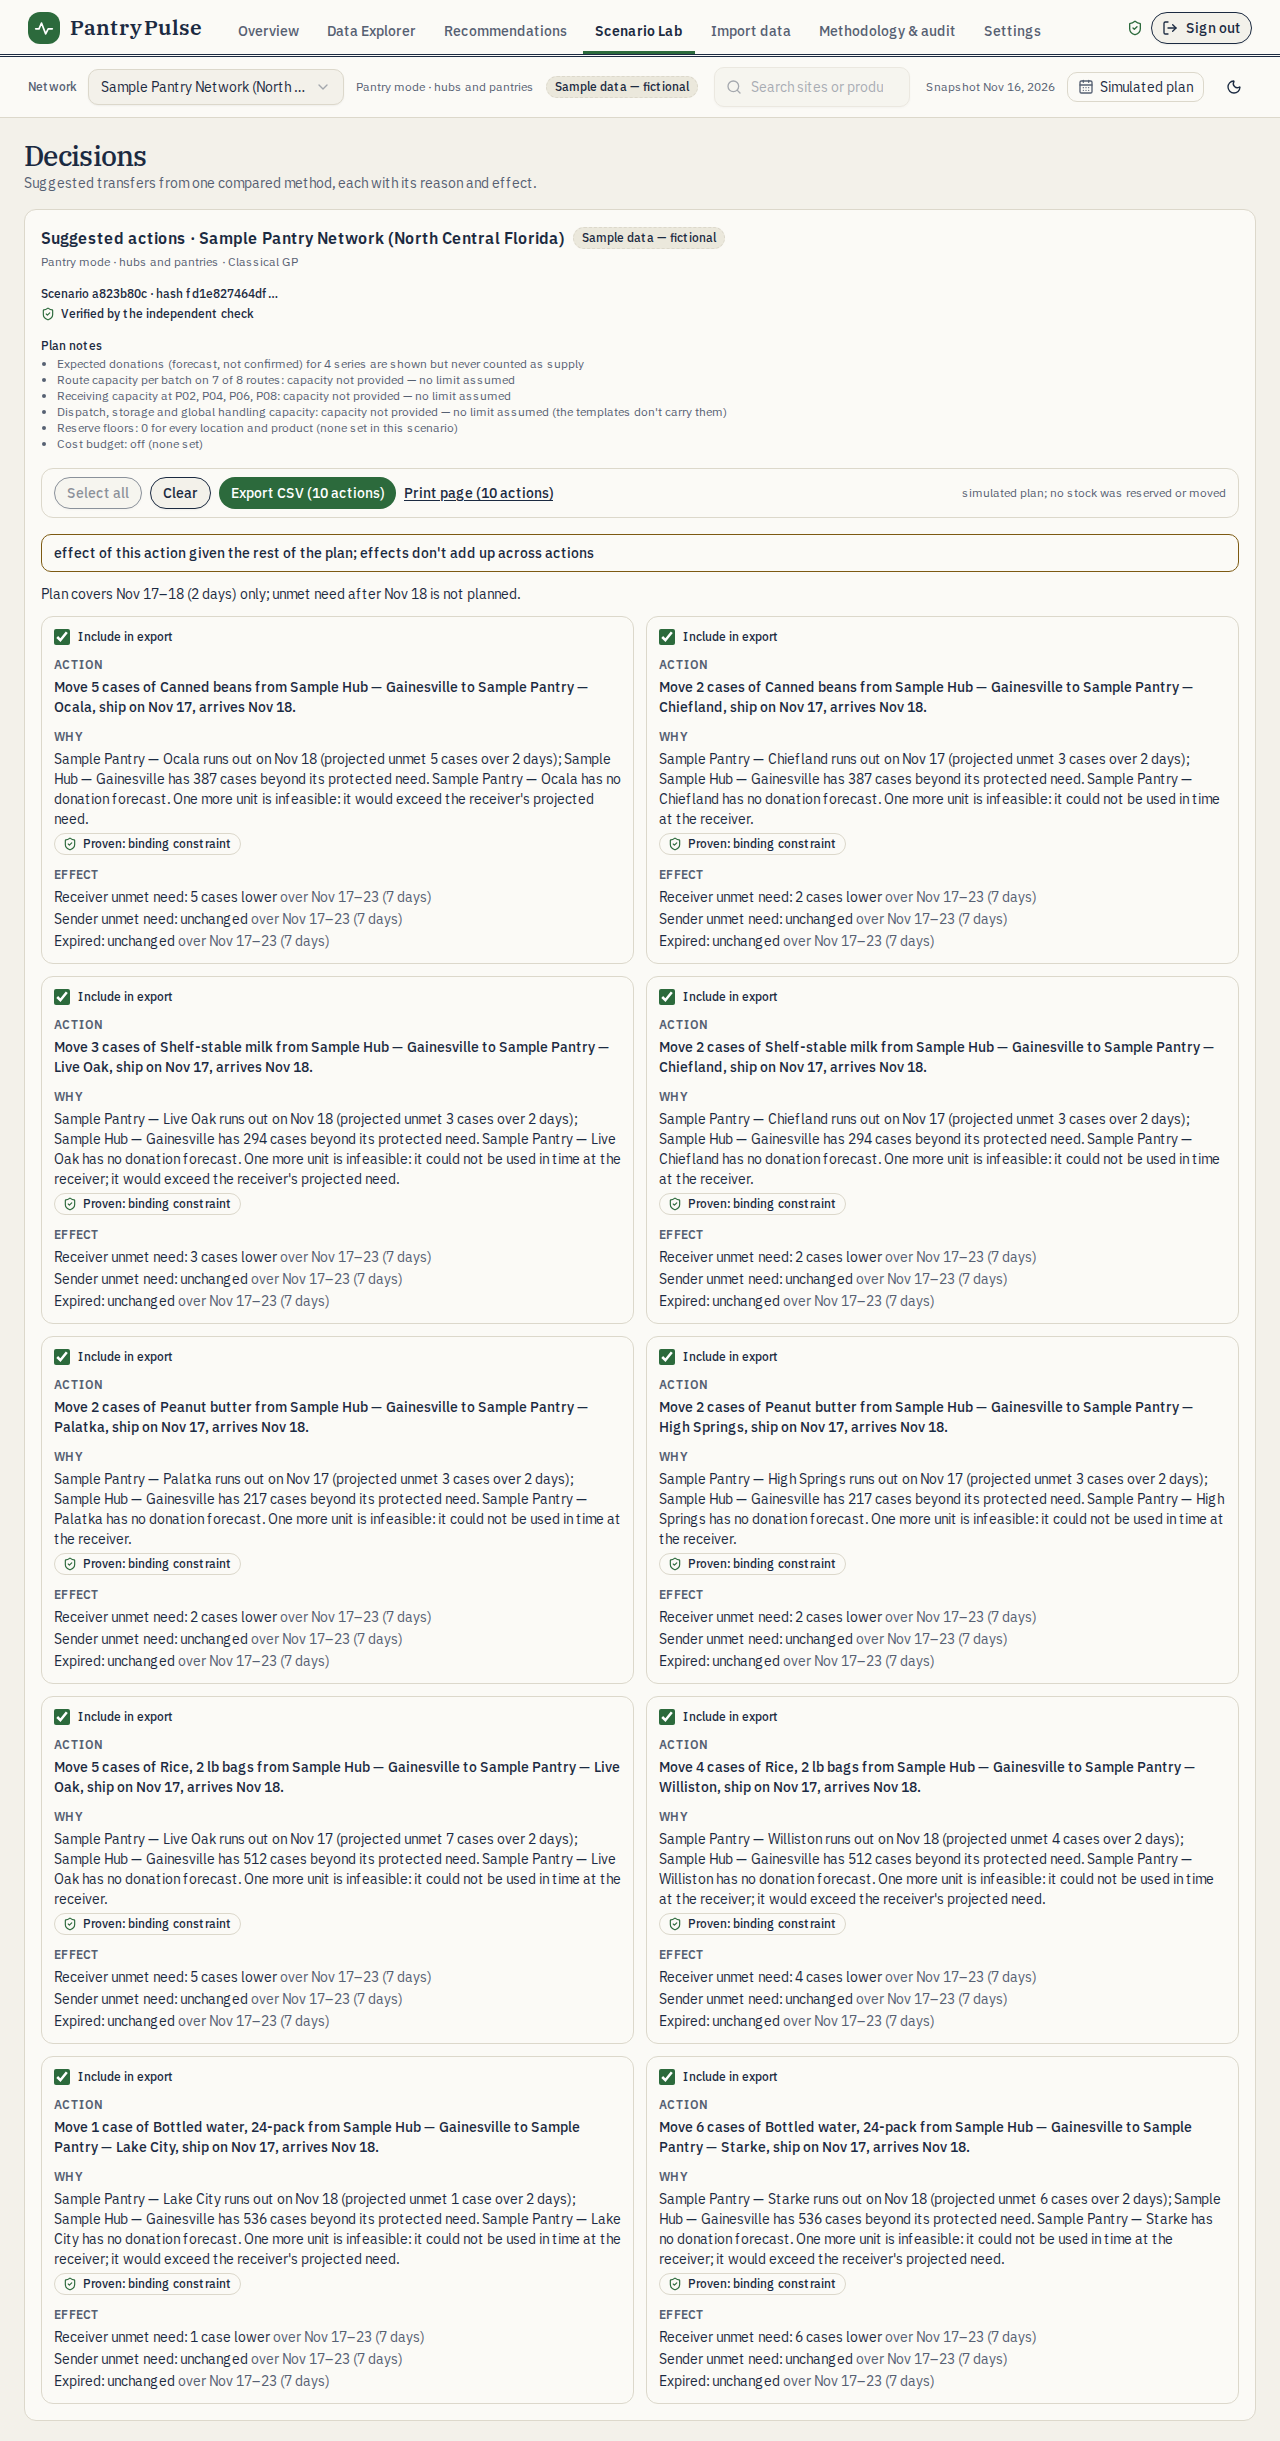 PantryPulse
Overview
Data Explorer
Recommendations
Scenario Lab
Import data
Methodology & audit
Settings
Sign out
Network
Sample Pantry Network (North ...
Pantry mode · hubs and pantries
Sample data — fictional
Search sites or produ
Snapshot Nov 16, 2026
Simulated plan
Decisions
Suggested transfers from one compared method, each with its reason and effect.
Suggested actions · Sample Pantry Network (North Central Florida)
Sample data — fictional
Pantry mode · hubs and pantries · Classical GP
Scenario a823b80c · hash fd1e827464df…
Verified by the independent check
Plan notes
• Expected donations (forecast, not confirmed) for 4 series are shown but never counted as supply
• Route capacity per batch on 7 of 8 routes: capacity not provided — no limit assumed
• Receiving capacity at P02, P04, P06, P08: capacity not provided — no limit assumed
• Dispatch, storage and global handling capacity: capacity not provided — no limit assumed (the templates don't carry them)
• Reserve floors: 0 for every location and product (none set in this scenario)
• Cost budget: off (none set)
Select all
Clear
Export CSV (10 actions)
Print page (10 actions)
simulated plan; no stock was reserved or moved
effect of this action given the rest of the plan; effects don't add up across actions
Plan covers Nov 17–18 (2 days) only; unmet need after Nov 18 is not planned.
Include in export
ACTION
Move 5 cases of Canned beans from Sample Hub — Gainesville to Sample Pantry —
Ocala, ship on Nov 17, arrives Nov 18.
WHY
Sample Pantry — Ocala runs out on Nov 18 (projected unmet 5 cases over 2 days); Sample
Hub — Gainesville has 387 cases beyond its protected need. Sample Pantry — Ocala has no
donation forecast. One more unit is infeasible: it would exceed the receiver's projected
need.
Proven: binding constraint
EFFECT
Receiver unmet need: 5 cases lower over Nov 17–23 (7 days)
Sender unmet need: unchanged over Nov 17–23 (7 days)
Expired: unchanged over Nov 17–23 (7 days)
Include in export
ACTION
Move 2 cases of Canned beans from Sample Hub — Gainesville to Sample Pantry —
Chiefland, ship on Nov 17, arrives Nov 18.
WHY
Sample Pantry — Chiefland runs out on Nov 17 (projected unmet 3 cases over 2 days);
Sample Hub — Gainesville has 387 cases beyond its protected need. Sample Pantry —
Chiefland has no donation forecast. One more unit is infeasible: it could not be used in time
at the receiver.
Proven: binding constraint
EFFECT
Receiver unmet need: 2 cases lower over Nov 17–23 (7 days)
Sender unmet need: unchanged over Nov 17–23 (7 days)
Expired: unchanged over Nov 17–23 (7 days)
Include in export
ACTION
Move 3 cases of Shelf-stable milk from Sample Hub — Gainesville to Sample Pantry —
Live Oak, ship on Nov 17, arrives Nov 18.
WHY
Sample Pantry — Live Oak runs out on Nov 18 (projected unmet 3 cases over 2 days);
Sample Hub — Gainesville has 294 cases beyond its protected need. Sample Pantry — Live
Oak has no donation forecast. One more unit is infeasible: it could not be used in time at the
receiver; it would exceed the receiver's projected need.
Proven: binding constraint
EFFECT
Receiver unmet need: 3 cases lower over Nov 17–23 (7 days)
Sender unmet need: unchanged over Nov 17–23 (7 days)
Expired: unchanged over Nov 17–23 (7 days)
Include in export
ACTION
Move 2 cases of Shelf-stable milk from Sample Hub — Gainesville to Sample Pantry —
Chiefland, ship on Nov 17, arrives Nov 18.
WHY
Sample Pantry — Chiefland runs out on Nov 17 (projected unmet 3 cases over 2 days);
Sample Hub — Gainesville has 294 cases beyond its protected need. Sample Pantry —
Chiefland has no donation forecast. One more unit is infeasible: it could not be used in time
at the receiver.
Proven: binding constraint
EFFECT
Receiver unmet need: 2 cases lower over Nov 17–23 (7 days)
Sender unmet need: unchanged over Nov 17–23 (7 days)
Expired: unchanged over Nov 17–23 (7 days)
Include in export
ACTION
Move 2 cases of Peanut butter from Sample Hub — Gainesville to Sample Pantry —
Palatka, ship on Nov 17, arrives Nov 18.
WHY
Sample Pantry — Palatka runs out on Nov 17 (projected unmet 3 cases over 2 days);
Sample Hub — Gainesville has 217 cases beyond its protected need. Sample Pantry —
Palatka has no donation forecast. One more unit is infeasible: it could not be used in time at
the receiver.
Proven: binding constraint
EFFECT
Receiver unmet need: 2 cases lower over Nov 17–23 (7 days)
Sender unmet need: unchanged over Nov 17–23 (7 days)
Expired: unchanged over Nov 17–23 (7 days)
Include in export
ACTION
Move 2 cases of Peanut butter from Sample Hub — Gainesville to Sample Pantry —
High Springs, ship on Nov 17, arrives Nov 18.
WHY
Sample Pantry — High Springs runs out on Nov 17 (projected unmet 3 cases over 2 days);
Sample Hub — Gainesville has 217 cases beyond its protected need. Sample Pantry — High
Springs has no donation forecast. One more unit is infeasible: it could not be used in time at
the receiver.
Proven: binding constraint
EFFECT
Receiver unmet need: 2 cases lower over Nov 17–23 (7 days)
Sender unmet need: unchanged over Nov 17–23 (7 days)
Expired: unchanged over Nov 17–23 (7 days)
Include in export
ACTION
Move 5 cases of Rice, 2 lb bags from Sample Hub — Gainesville to Sample Pantry — Live
Oak, ship on Nov 17, arrives Nov 18.
WHY
Sample Pantry — Live Oak runs out on Nov 17 (projected unmet 7 cases over 2 days);
Sample Hub — Gainesville has 512 cases beyond its protected need. Sample Pantry — Live
Oak has no donation forecast. One more unit is infeasible: it could not be used in time at the
receiver.
Proven: binding constraint
EFFECT
Receiver unmet need: 5 cases lower over Nov 17–23 (7 days)
Sender unmet need: unchanged over Nov 17–23 (7 days)
Expired: unchanged over Nov 17–23 (7 days)
Include in export
ACTION
Move 4 cases of Rice, 2 lb bags from Sample Hub — Gainesville to Sample Pantry —
Williston, ship on Nov 17, arrives Nov 18.
WHY
Sample Pantry — Williston runs out on Nov 18 (projected unmet 4 cases over 2 days);
Sample Hub — Gainesville has 512 cases beyond its protected need. Sample Pantry —
Williston has no donation forecast. One more unit is infeasible: it could not be used in time
at the receiver; it would exceed the receiver's projected need.
Proven: binding constraint
EFFECT
Receiver unmet need: 4 cases lower over Nov 17–23 (7 days)
Sender unmet need: unchanged over Nov 17–23 (7 days)
Expired: unchanged over Nov 17–23 (7 days)
Include in export
ACTION
Move 1 case of Bottled water, 24-pack from Sample Hub — Gainesville to Sample
Pantry — Lake City, ship on Nov 17, arrives Nov 18.
WHY
Sample Pantry — Lake City runs out on Nov 18 (projected unmet 1 case over 2 days);
Sample Hub — Gainesville has 536 cases beyond its protected need. Sample Pantry — Lake
City has no donation forecast. One more unit is infeasible: it could not be used in time at the
receiver; it would exceed the receiver's projected need.
Proven: binding constraint
EFFECT
Receiver unmet need: 1 case lower over Nov 17–23 (7 days)
Sender unmet need: unchanged over Nov 17–23 (7 days)
Expired: unchanged over Nov 17–23 (7 days)
Include in export
ACTION
Move 6 cases of Bottled water, 24-pack from Sample Hub — Gainesville to Sample
Pantry — Starke, ship on Nov 17, arrives Nov 18.
WHY
Sample Pantry — Starke runs out on Nov 18 (projected unmet 6 cases over 2 days); Sample
Hub — Gainesville has 536 cases beyond its protected need. Sample Pantry — Starke has
no donation forecast. One more unit is infeasible: it could not be used in time at the
receiver; it would exceed the receiver's projected need.
Proven: binding constraint
EFFECT
Receiver unmet need: 6 cases lower over Nov 17–23 (7 days)
Sender unmet need: unchanged over Nov 17–23 (7 days)
Expired: unchanged over Nov 17–23 (7 days)